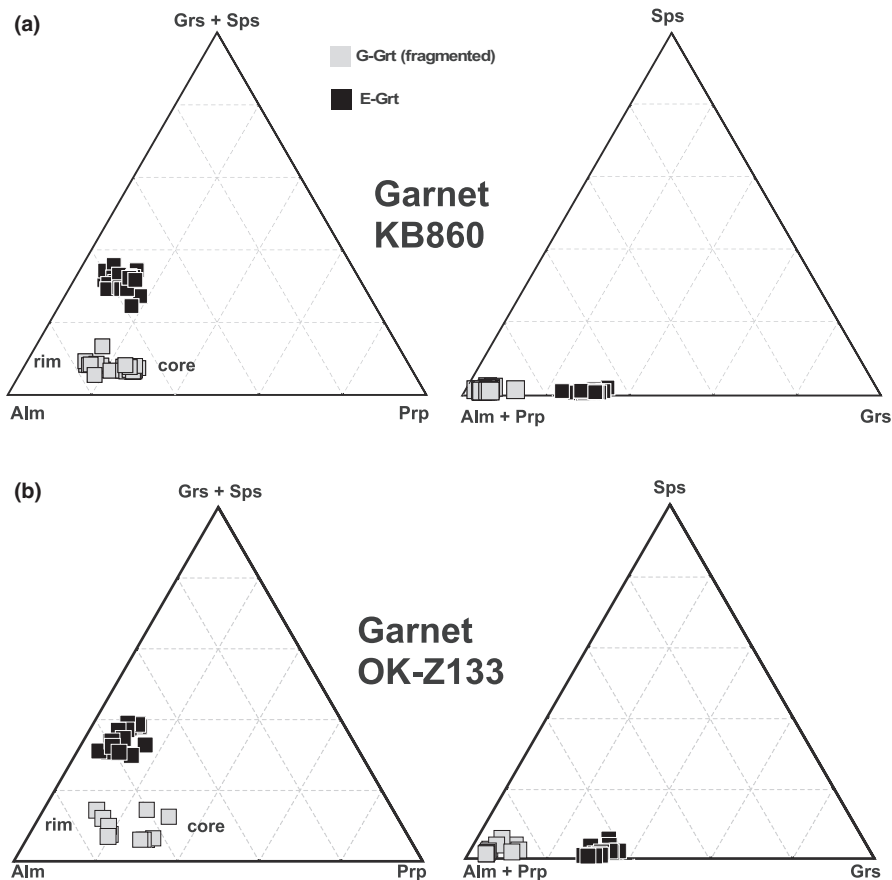 (a)
Grs + Sps
G-Grt (fragmented)
E-Grt
Sps
Garnet
KB860
rim
core
Alm
Prp
Alm + Prp
Grs
(b)
Grs + Sps
Sps
Garnet
OK-Z133
rim
core
Alm
Prp
Alm + Prp
Grs